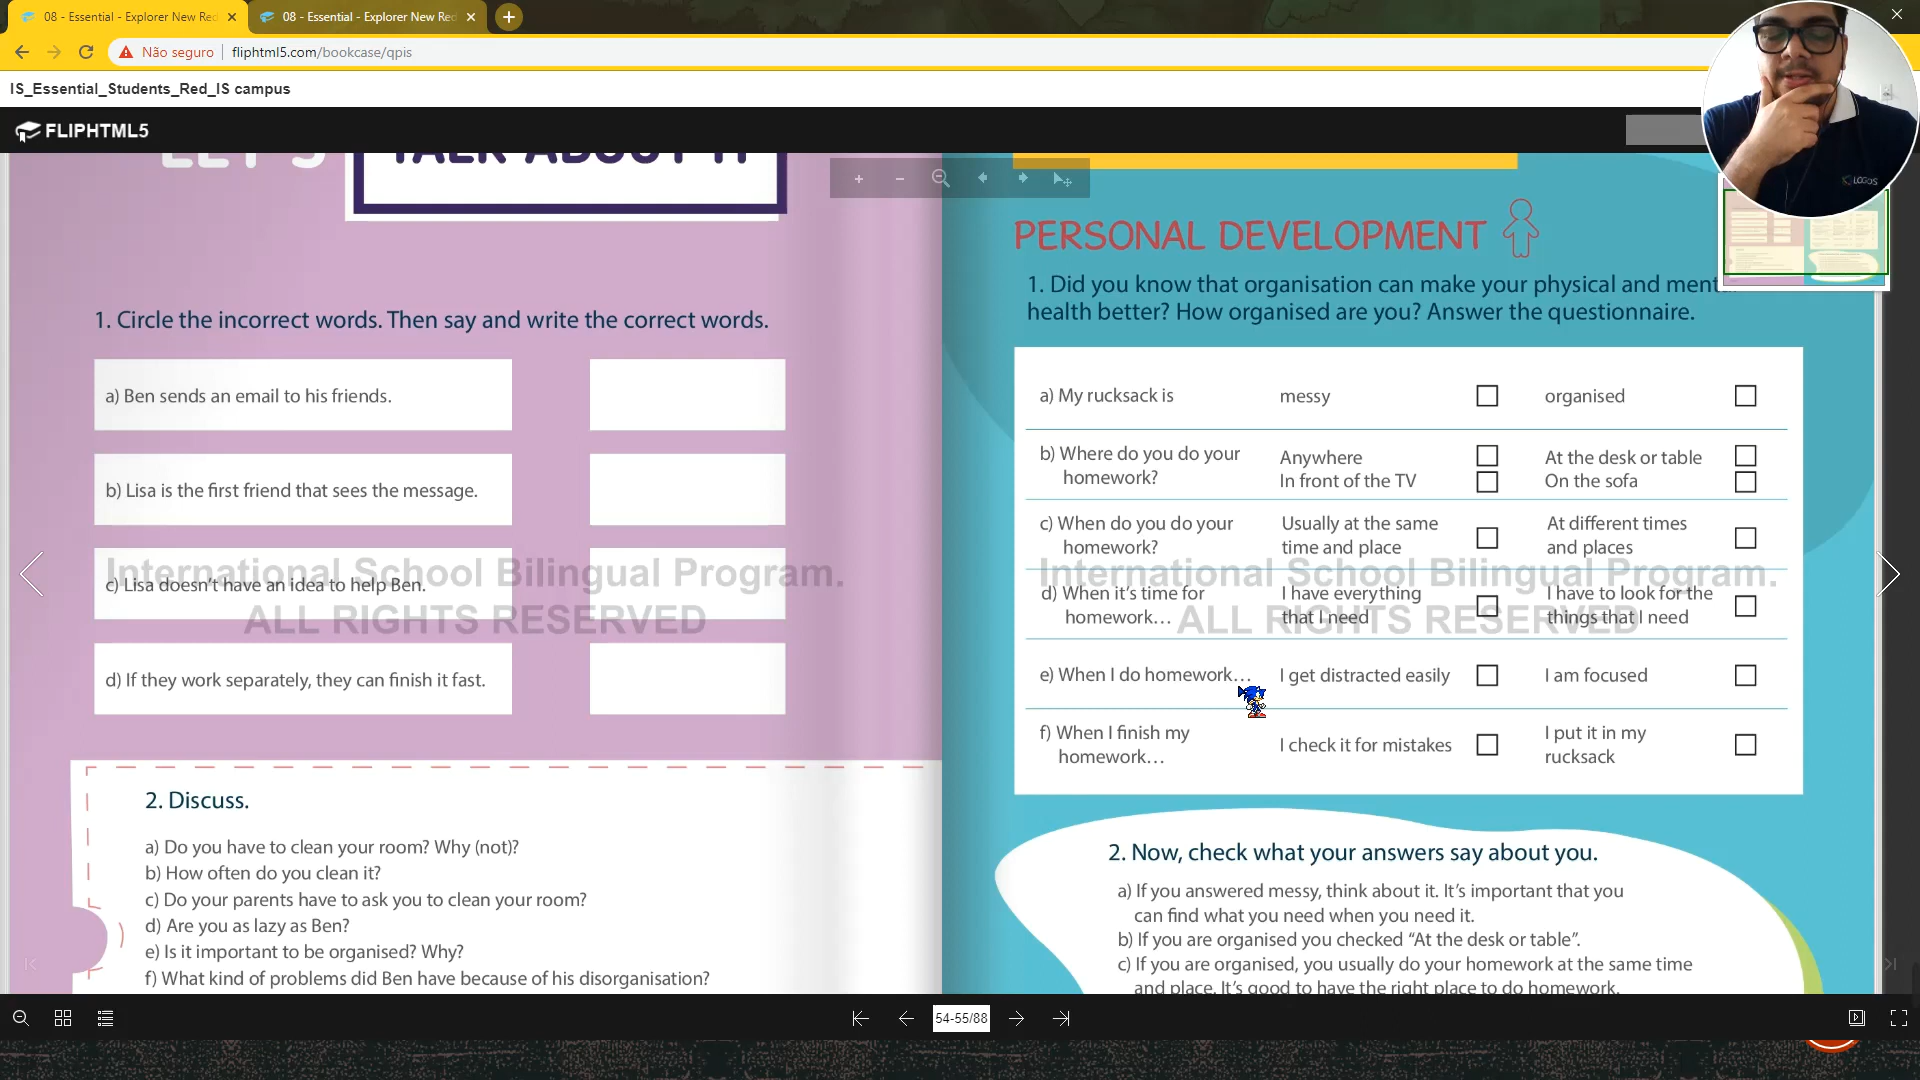 08 - Essential - Explorer New Red
08 - Essential - Explorer New Red
Não seguro
fliphtml5.com/bookcase/qpis
IS_Essential_Students_Red_IS campus
FLIPHTML5
LET'S
TALK ABOUT IT
1. Circle the incorrect words. Then say and write the correct words.
a) Ben sends an email to his friends.
b) Lisa is the first friend that sees the message.
c) Lisa doesn't have an idea to help Ben.
d) If they work separately, they can finish it fast.
International School Bilingual Program.
ALL RIGHTS RESERVED
2. Discuss.
a) Do you have to clean your room? Why (not)?
b) How often do you clean it?
c) Do your parents have to ask you to clean your room?
d) Are you as lazy as Ben?
e) Is it important to be organised? Why?
f) What kind of problems did Ben have because of his disorganisation?
PERSONAL DEVELOPMENT
1. Did you know that organisation can make your physical and
health better? How organised are you? Answer the questionnaire.
a) My rucksack is messy organised
b) Where do you do your Anywhere At the desk or table
homework? In front of the TV On the sofa
c) When do you do your Usually at the same At different times
homework? time and place and places
International School Bilingual Program.
d) When it's time for I have everything I have to look for the
homework... that I need things that I need
ALL RIGHTS RESERVED
e) When I do homework... I get distracted easily I am focused
f) When I finish my I check it for mistakes I put it in my
homework... rucksack
2. Now, check what your answers say about you.
a) If you answered messy, think about it. It's important that you
can find what you need when you need it.
b) If you are organised you checked “At the desk or table”.
c) If you are organised, you usually do your homework at the same time
and place. It's good to have the right place to do homework.
54-55/88
LOGOS